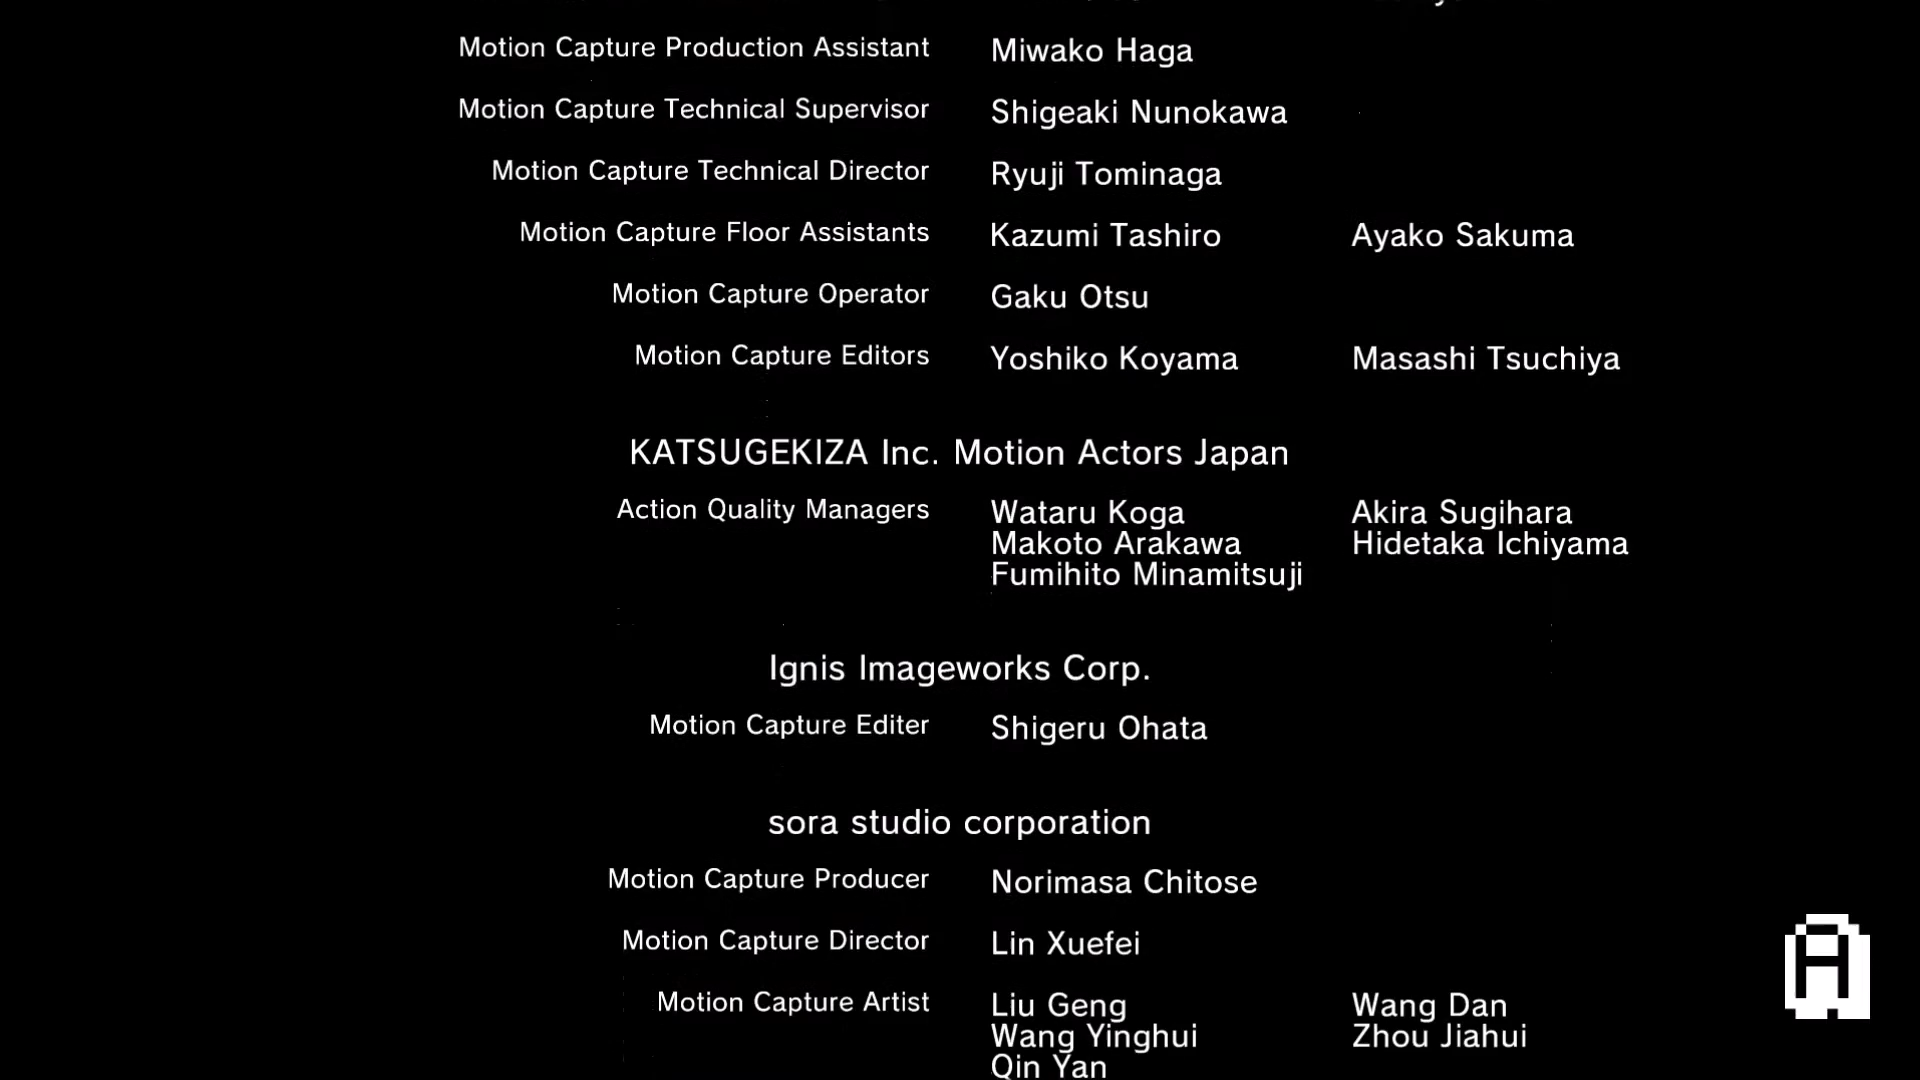 Motion Capture Production Assistant Miwako Haga
Motion Capture Technical Supervisor Shigeaki Nunokawa
Motion Capture Technical Director Ryuji Tominaga
Motion Capture Floor Assistants Kazumi Tashiro Ayako Sakuma
Motion Capture Operator Gaku Otsu
Motion Capture Editors Yoshiko Koyama Masashi Tsuchiya
KATSUGEKIZA Inc. Motion Actors Japan
Action Quality Managers Wataru Koga Akira Sugihara
Makoto Arakawa Hidetaka Ichiyama
Fumihito Minamitsuji
Ignis Imageworks Corp.
Motion Capture Editer Shigeru Ohata
sora studio corporation
Motion Capture Producer Norimasa Chitose
Motion Capture Director Lin Xuefei
Motion Capture Artist Liu Geng Wang Dan
Wang Yinghui Zhou Jiahui
Qin Yan
A